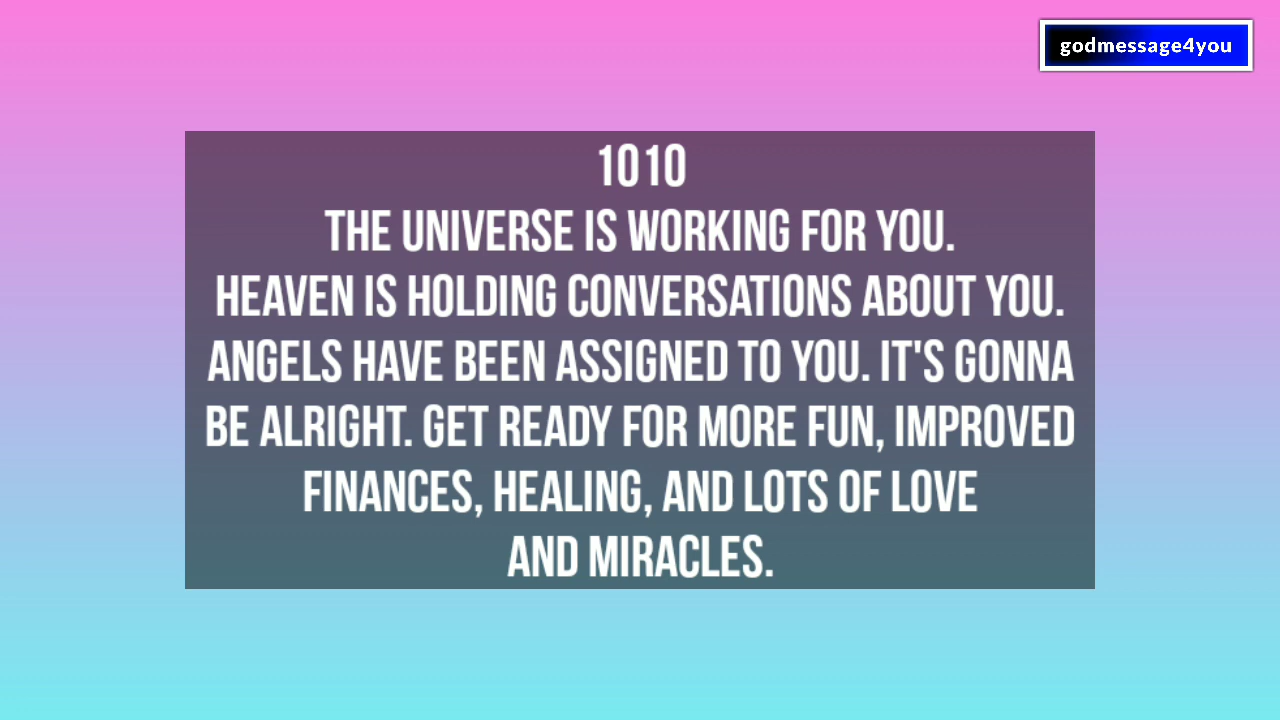 godmessage4you
1010
THE UNIVERSE IS WORKING FOR YOU.
HEAVEN IS HOLDING CONVERSATIONS ABOUT YOU.
ANGELS HAVE BEEN ASSIGNED TO YOU. IT'S GONNA
BE ALRIGHT. GET READY FOR MORE FUN, IMPROVED
FINANCES, HEALING, AND LOTS OF LOVE
AND MIRACLES.